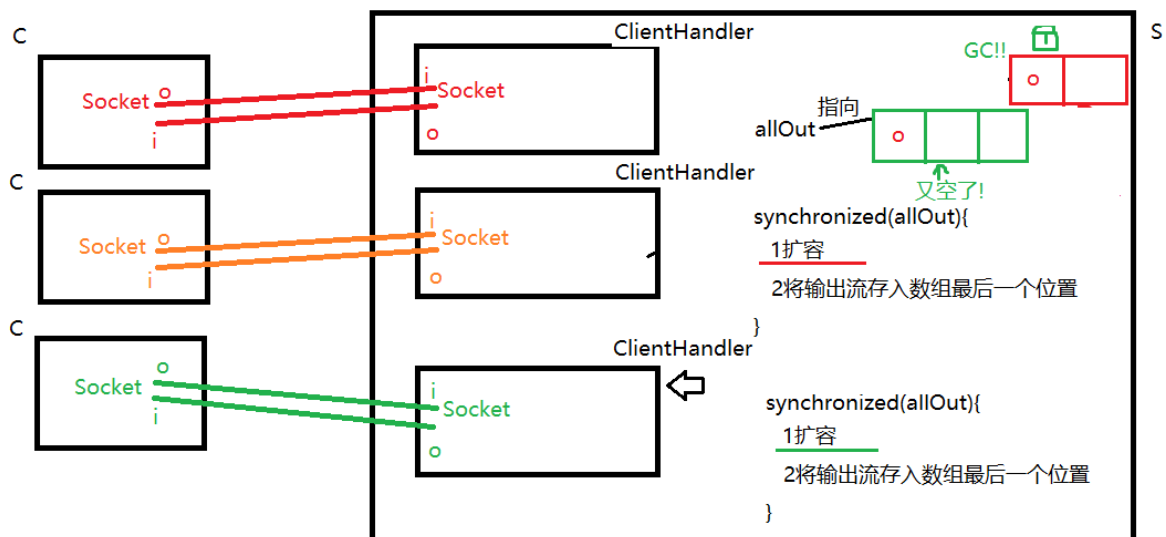 C
Socket
o
i
ClientHandler
i
Socket
o
S
GC!!
o
指向
allOut
o
又空了!
C
Socket
o
i
ClientHandler
i
Socket
o
synchronized(allOut){
1扩容
2将输出流存入数组最后一个位置
}
C
Socket
o
i
ClientHandler
i
Socket
o
synchronized(allOut){
1扩容
2将输出流存入数组最后一个位置
}